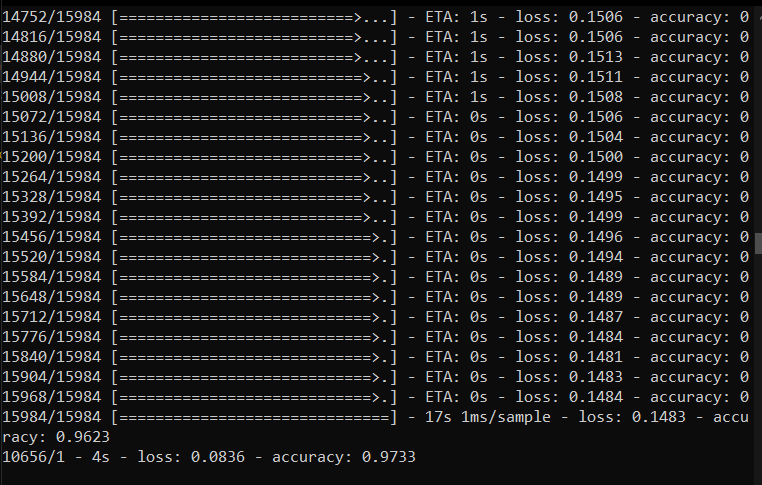 14752/15984 [==========================>...] - ETA: 1s - loss: 0.1506 - accuracy: 0
14816/15984 [==========================>...] - ETA: 1s - loss: 0.1506 - accuracy: 0
14880/15984 [==========================>...] - ETA: 1s - loss: 0.1513 - accuracy: 0
14944/15984 [===========================>..] - ETA: 1s - loss: 0.1511 - accuracy: 0
15008/15984 [===========================>..] - ETA: 1s - loss: 0.1508 - accuracy: 0
15072/15984 [===========================>..] - ETA: 0s - loss: 0.1506 - accuracy: 0
15136/15984 [===========================>..] - ETA: 0s - loss: 0.1504 - accuracy: 0
15200/15984 [===========================>..] - ETA: 0s - loss: 0.1500 - accuracy: 0
15264/15984 [===========================>..] - ETA: 0s - loss: 0.1499 - accuracy: 0
15328/15984 [===========================>..] - ETA: 0s - loss: 0.1495 - accuracy: 0
15392/15984 [===========================>..] - ETA: 0s - loss: 0.1499 - accuracy: 0
15456/15984 [============================>.] - ETA: 0s - loss: 0.1496 - accuracy: 0
15520/15984 [============================>.] - ETA: 0s - loss: 0.1494 - accuracy: 0
15584/15984 [============================>.] - ETA: 0s - loss: 0.1489 - accuracy: 0
15648/15984 [============================>.] - ETA: 0s - loss: 0.1489 - accuracy: 0
15712/15984 [============================>.] - ETA: 0s - loss: 0.1487 - accuracy: 0
15776/15984 [============================>.] - ETA: 0s - loss: 0.1484 - accuracy: 0
15840/15984 [============================>.] - ETA: 0s - loss: 0.1481 - accuracy: 0
15904/15984 [============================>.] - ETA: 0s - loss: 0.1483 - accuracy: 0
15968/15984 [============================>.] - ETA: 0s - loss: 0.1484 - accuracy: 0
15984/15984 [==============================] - 17s 1ms/sample - loss: 0.1483 - accu
racy: 0.9623
10656/1 - 4s - loss: 0.0836 - accuracy: 0.9733